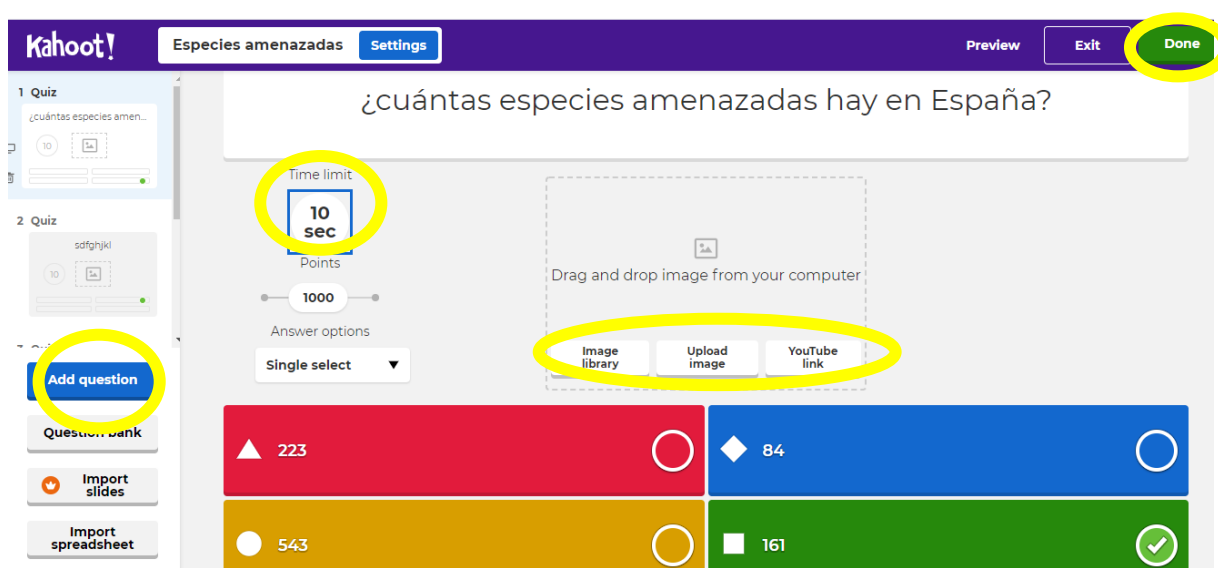 Kahoot!
Especies amenazadas
Settings
Preview
Exit
Done
1 Quiz
¿cuántas especies amen...
10
2 Quiz
sdfghjkl
10
Add question
Question bank
Import
slides
Import
spreadsheet
¿cuántas especies amenazadas hay en España?
Time limit
10
sec
Points
1000
Answer options
Single select
Drag and drop image from your computer
Image
library
Upload
image
YouTube
link
223
84
543
161